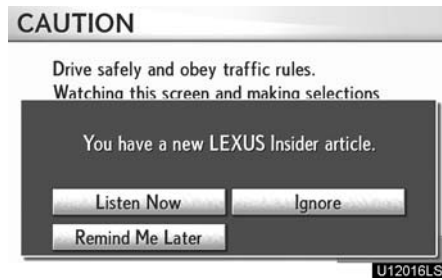 CAUTION
Drive safely and obey traffic rules.
Watching this screen and making selections
You have a new LEXUS Insider article.
Listen Now Ignore
Remind Me Later
U12016LS